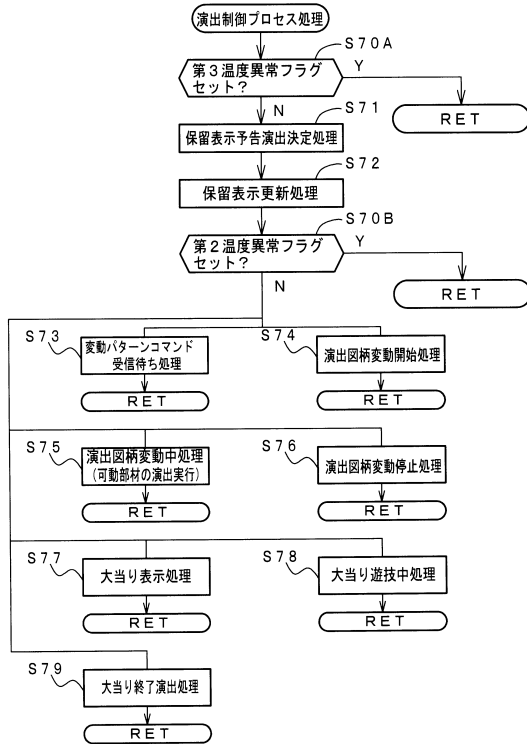 演出制御プロセス処理
S70A
第3温度異常フラグ
セット?
Y
N
RET
S71
保留表示予告演出決定処理
S72
保留表示更新処理
S70B
第2温度異常フラグ
セット?
Y
N
RET
S73
変動パターンコマンド
受信待ち処理
RET
S74
演出図柄変動開始処理
RET
S75
演出図柄変動中処理
(可動部材の演出実行)
RET
S76
演出図柄変動停止処理
RET
S77
大当り表示処理
RET
S78
大当り遊技中処理
RET
S79
大当り終了演出処理
RET